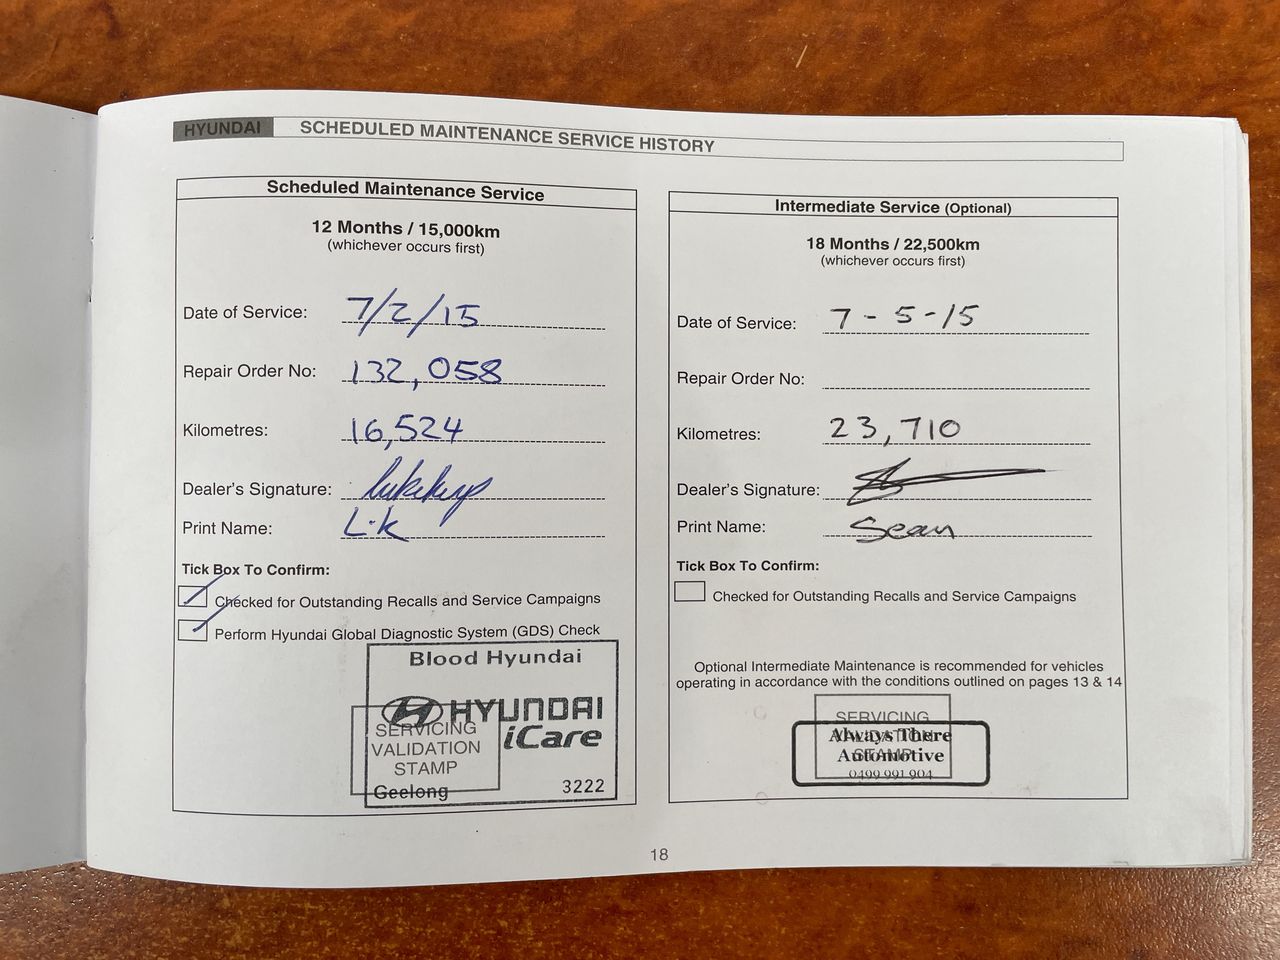 HYUNDAI SCHEDULED MAINTENANCE SERVICE HISTORY
Scheduled Maintenance Service
12 Months / 15,000km
(whichever occurs first)
Date of Service: 7/2/15
Repair Order No: 132,058
Kilometres: 16,524
Dealer's Signature:
Print Name: L.K
Tick Box To Confirm:
Checked for Outstanding Recalls and Service Campaigns
Perform Hyundai Global Diagnostic System (GDS) Check
Blood Hyundai
HYUNDAI
iCare
SERVICING
VALIDATION
STAMP
Geelong 3222
Intermediate Service (Optional)
18 Months / 22,500km
(whichever occurs first)
Date of Service: 7-5-15
Repair Order No:
Kilometres: 23,710
Dealer's Signature:
Print Name: Sean
Tick Box To Confirm:
Checked for Outstanding Recalls and Service Campaigns
Optional Intermediate Maintenance is recommended for vehicles
operating in accordance with the conditions outlined on pages 13 & 14
SERVICING
VALIDATION
STAMP
Always There
Automotive
0499 991 904
18